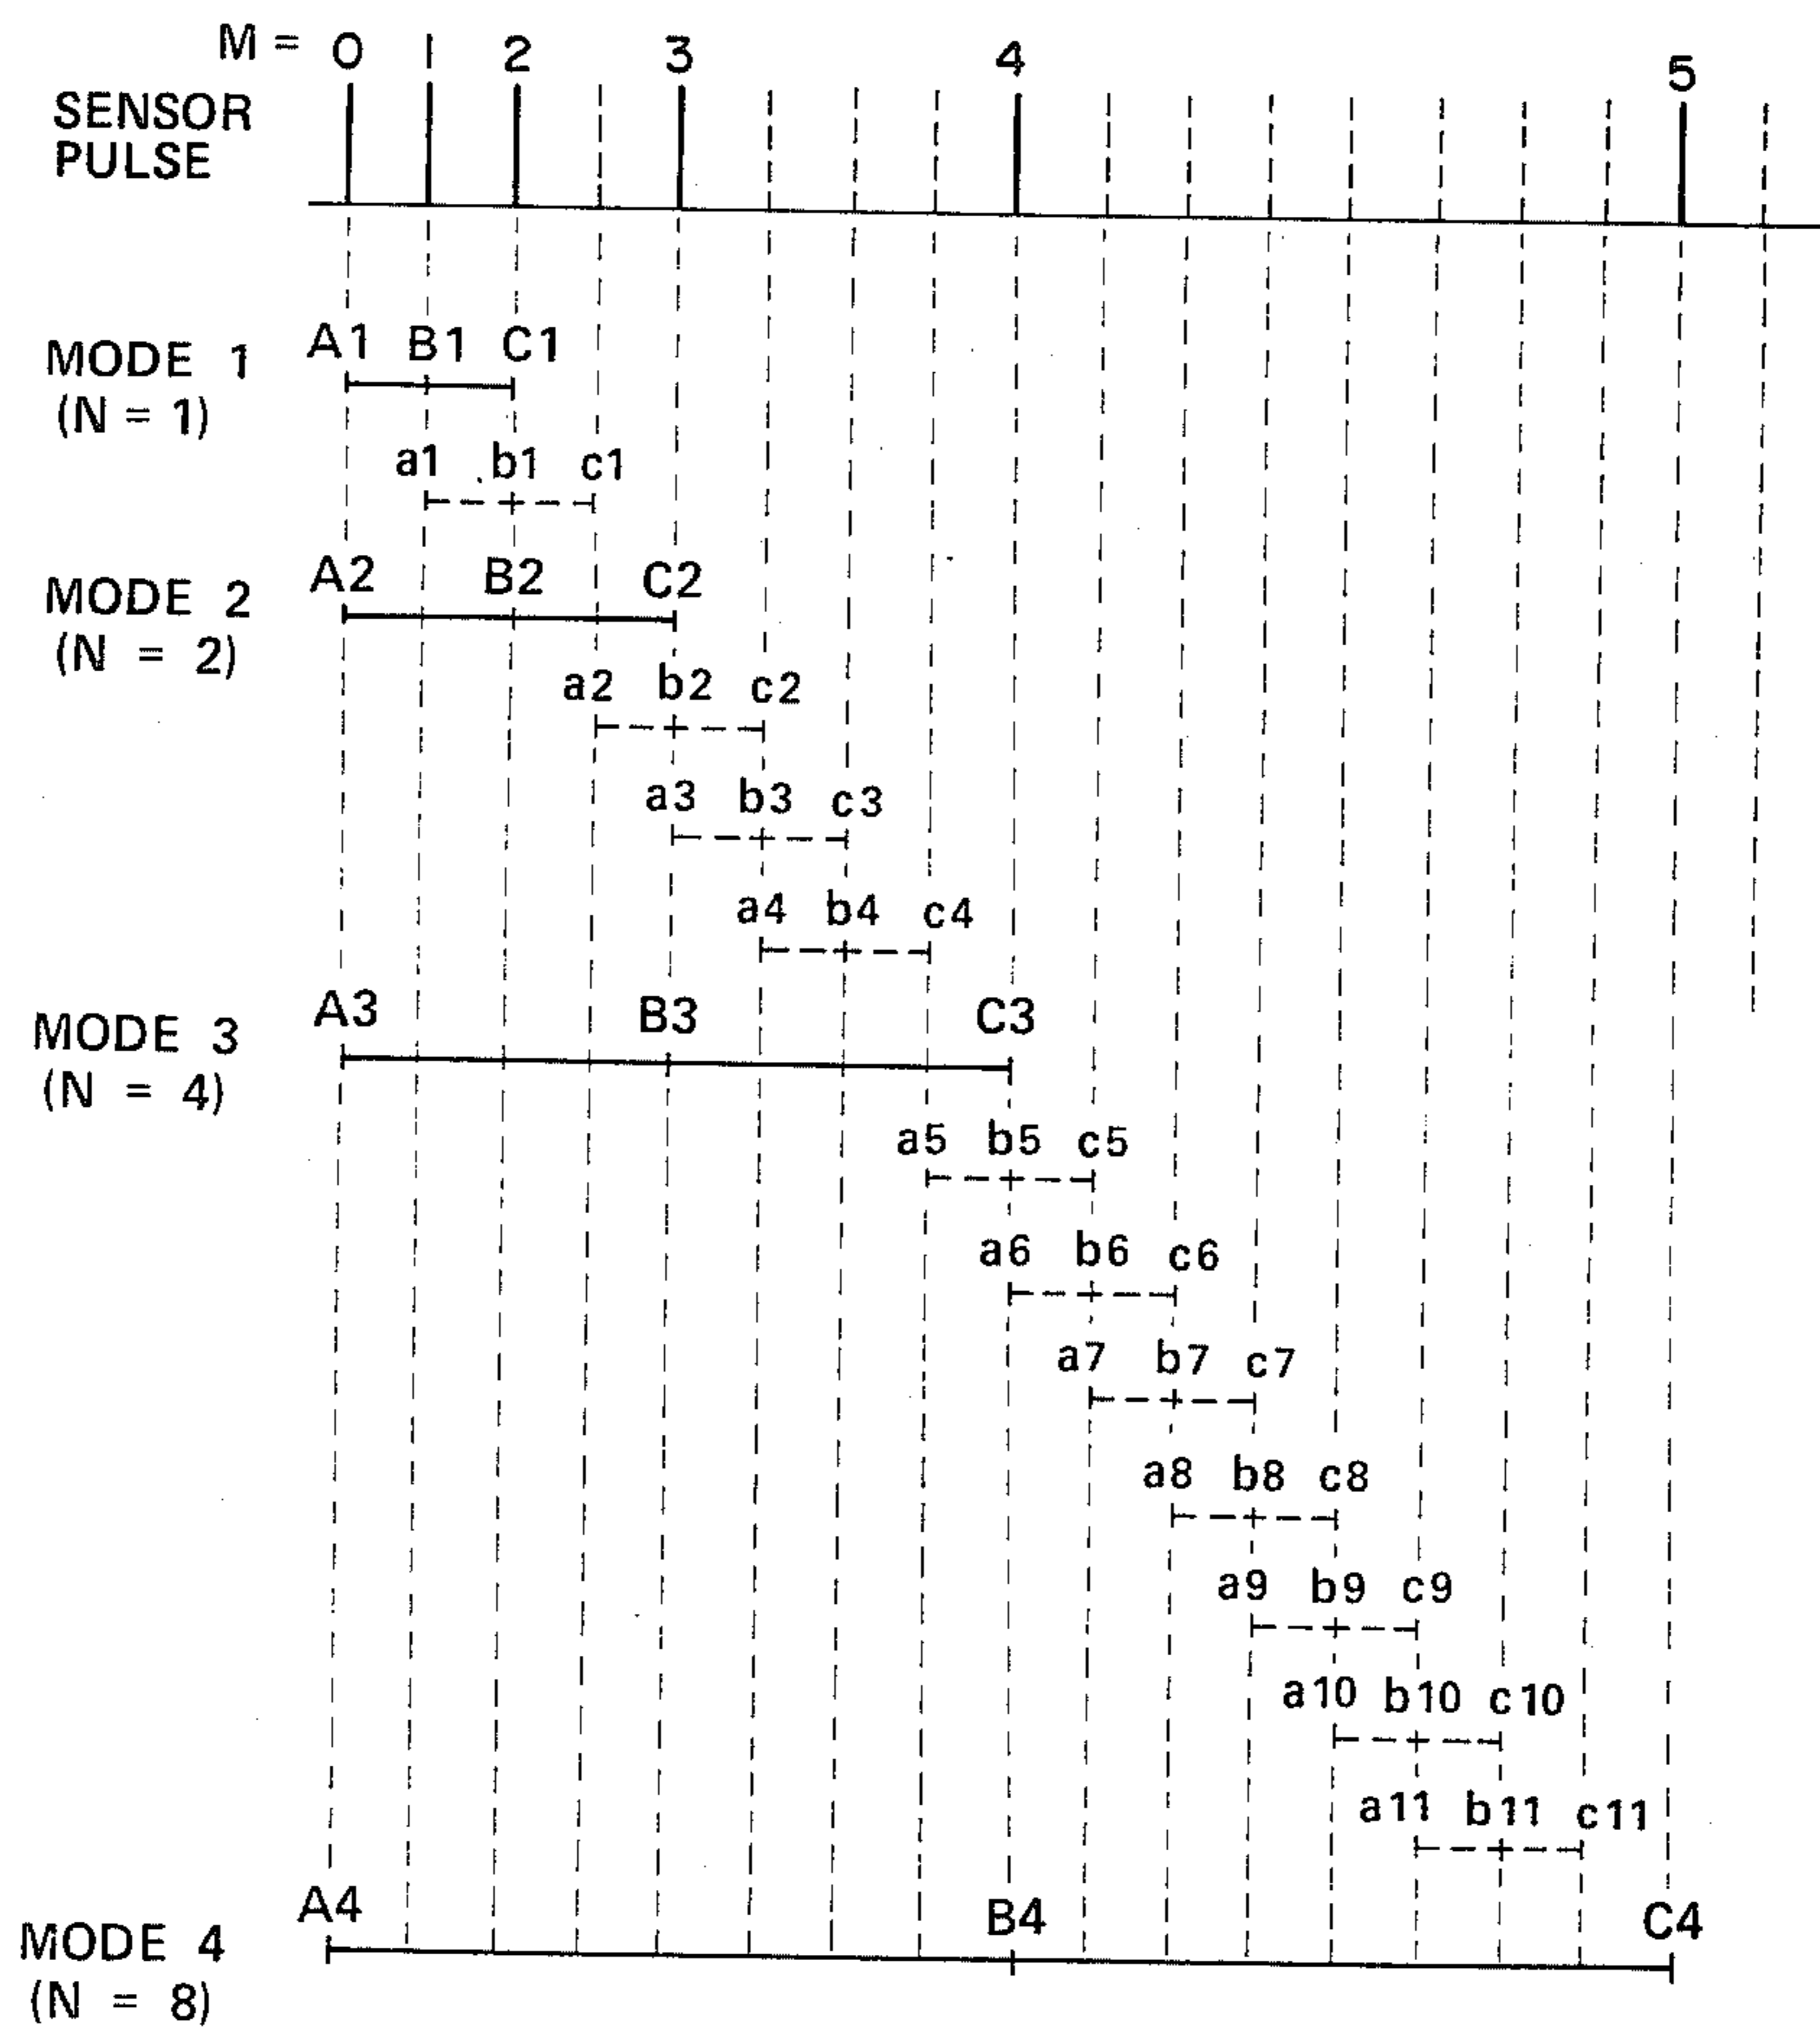 M = 0 1 2 3 4 5
SENSOR
PULSE
MODE 1
(N = 1)
A1 B1 C1
a1 b1 c1
MODE 2
(N = 2)
A2 B2 C2
a2 b2 c2
a3 b3 c3
a4 b4 c4
MODE 3
(N = 4)
A3 B3 C3
a5 b5 c5
a6 b6 c6
a7 b7 c7
a8 b8 c8
a9 b9 c9
a10 b10 c10
a11 b11 c11
MODE 4
(N = 8)
A4 B4 C4